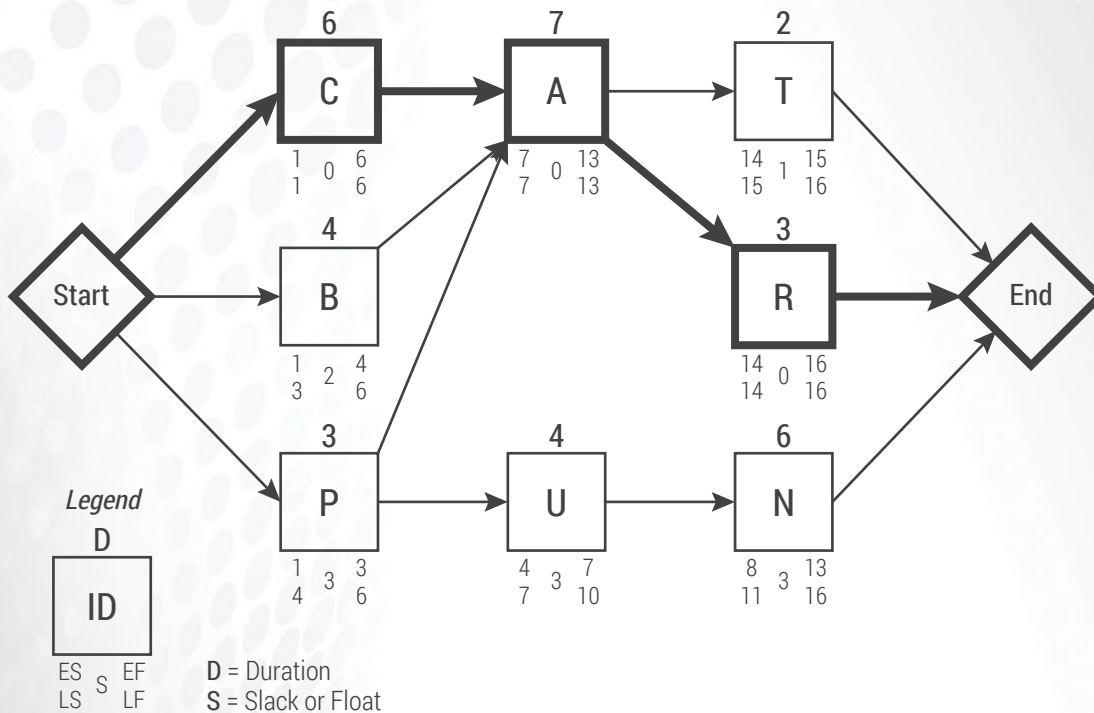 6
7
2
C
A
T
1 0 6
1 6
7 0 13
7 13
14 1 15
15 16
4
3
Start
B
R
End
1 2 4
3 6
14 0 16
14 16
3
4
6
P
U
N
1 3 3
4 6
4 3 7
7 10
8 3 13
11 16
Legend
D
ID
ES S EF
LS LF
D = Duration
S = Slack or Float